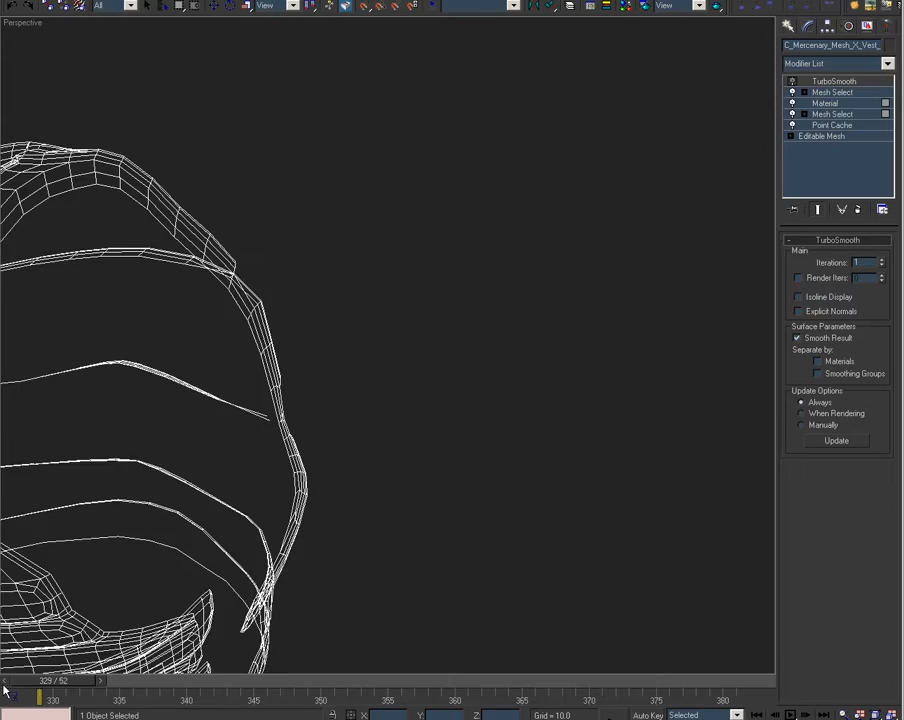 All
View
View
Perspective
C_Mercenary_Mesh_X_Vest_
Modifier List
TurboSmooth
Mesh Select
Material
Mesh Select
Point Cache
Editable Mesh
- TurboSmooth
Main
Iterations: 1
Render Iters:
Isoline Display
Explicit Normals
Surface Parameters
Smooth Result
Separate by:
Materials
Smoothing Groups
Update Options
Always
When Rendering
Manually
Update
< 329 / 52 >
330 335 340 345 350 355 360 365 370 375 380
1 Object Selected X: Y: Z: Grid = 10.0 Auto Key Selected